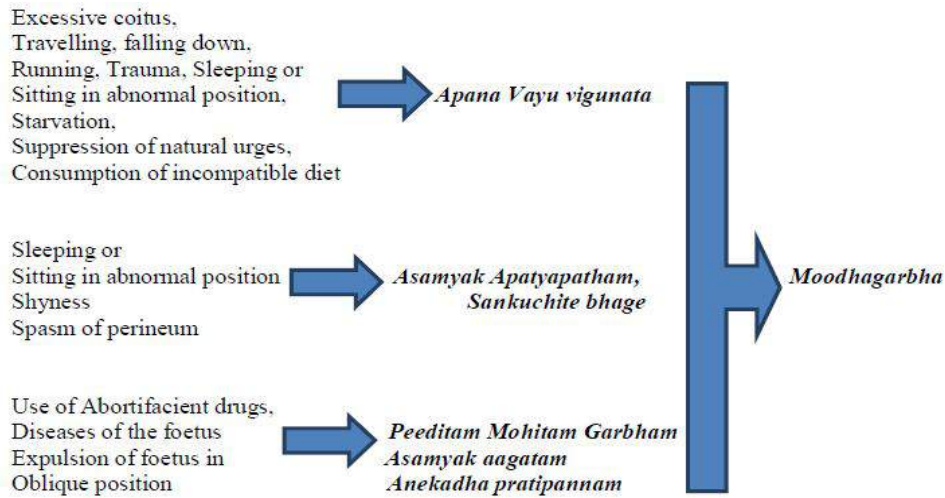 Excessive coitus,
Travelling, falling down,
Running, Trauma, Sleeping or
Sitting in abnormal position,
Starvation,
Suppression of natural urges,
Consumption of incompatible diet
Apana Vayu vigunata
Sleeping or
Sitting in abnormal position
Shyness
Spasm of perineum
Asamyak Apatyapatham,
Sankuchite bhage
Use of Abortifacient drugs,
Diseases of the foetus
Expulsion of foetus in
Oblique position
Peeditam Mohitam Garbham
Asamyak aagatam
Anekadha pratipannam
Moodhagarbha